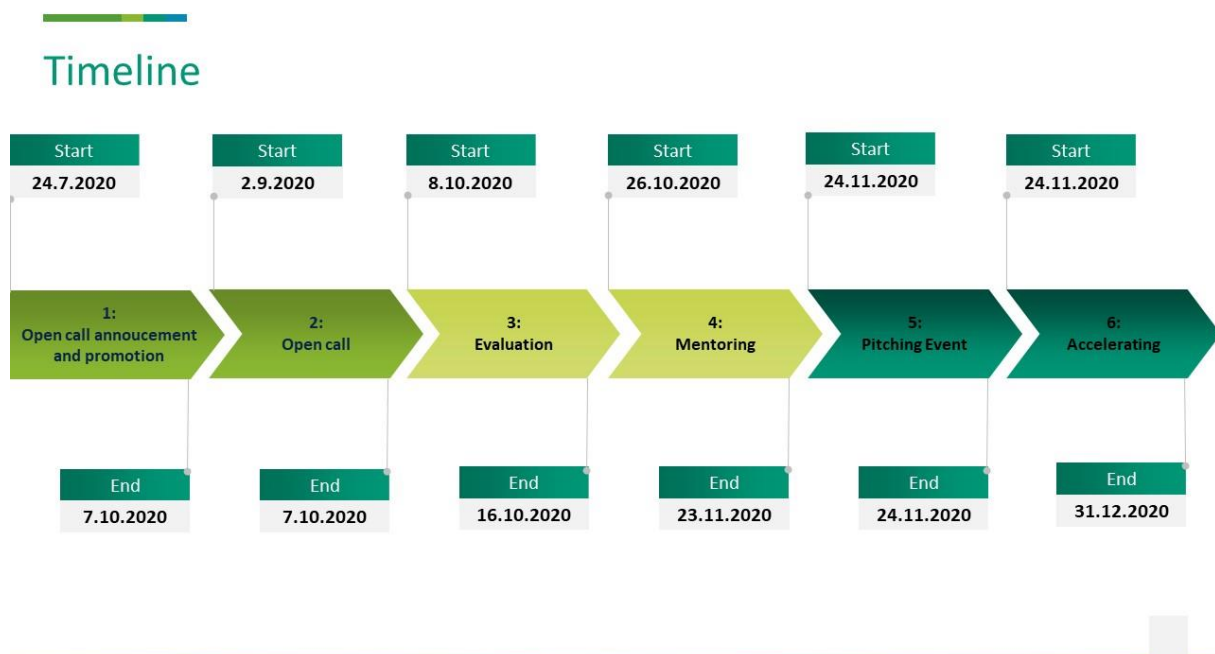 Timeline
Start
24.7.2020
Start
2.9.2020
Start
8.10.2020
Start
26.10.2020
Start
24.11.2020
Start
24.11.2020
1:
Open call annoucement
and promotion
2:
Open call
3:
Evaluation
4:
Mentoring
5:
Pitching Event
6:
Accelerating
End
7.10.2020
End
7.10.2020
End
16.10.2020
End
23.11.2020
End
24.11.2020
End
31.12.2020